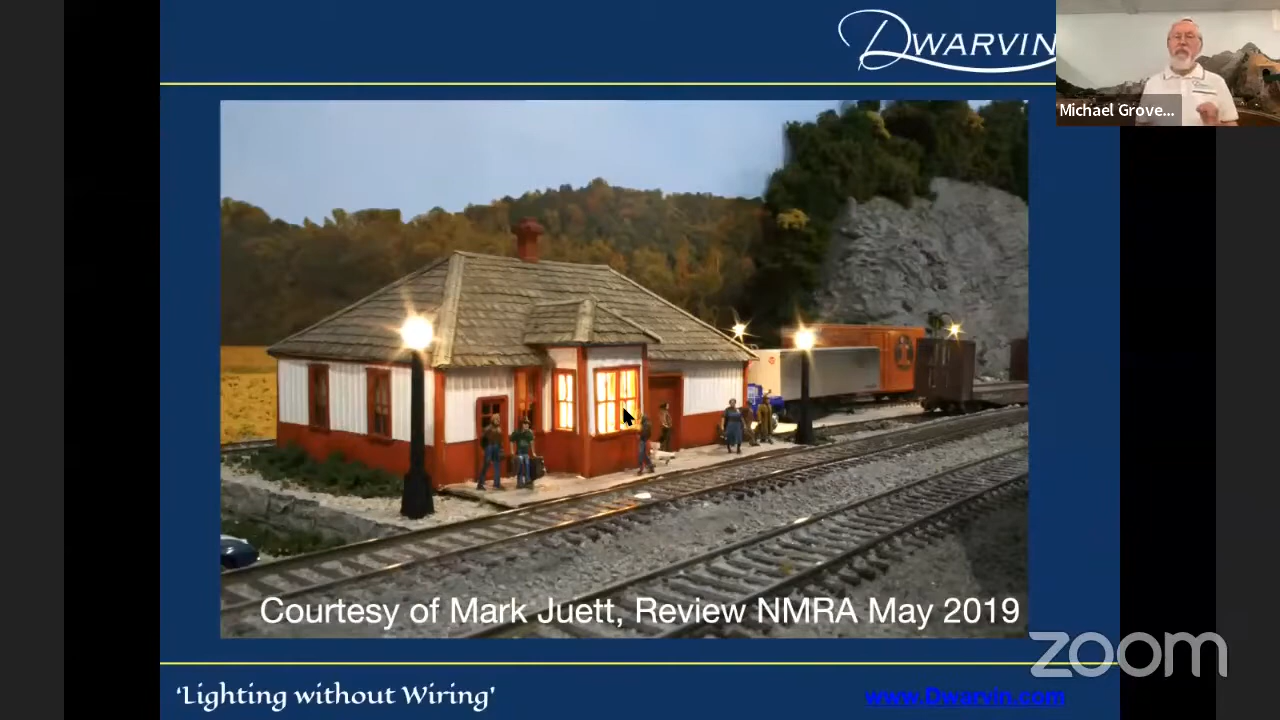 DWARVIN
Michael Grove...
Courtesy of Mark Juett, Review NMRA May 2019
zoom
'Lighting without Wiring'
www.Dwarvin.com